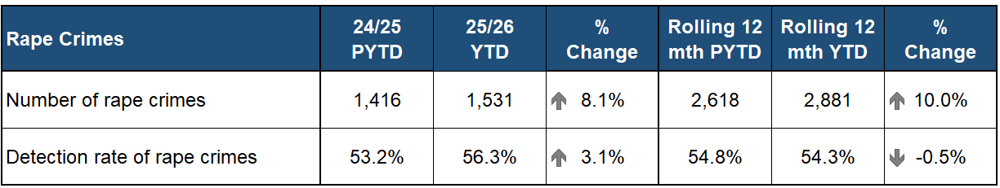 Rape Crimes 24/25 PYTD 25/26 YTD % Change Rolling 12 mth PYTD Rolling 12 mth YTD % Change
Number of rape crimes 1,416 1,531 8.1% 2,618 2,881 10.0%
Detection rate of rape crimes 53.2% 56.3% 3.1% 54.8% 54.3% -0.5%